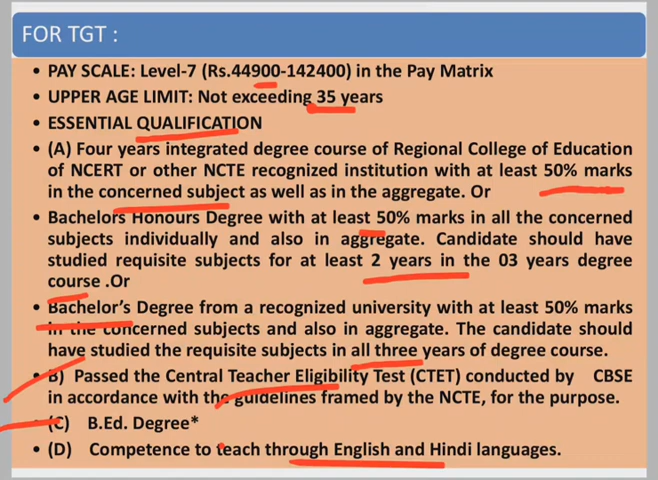 FOR TGT :
• PAY SCALE: Level-7 (Rs.44900-142400) in the Pay Matrix
• UPPER AGE LIMIT: Not exceeding 35 years
• ESSENTIAL QUALIFICATION
• (A) Four years integrated degree course of Regional College of Education
of NCERT or other NCTE recognized institution with at least 50% marks
in the concerned subject as well as in the aggregate. Or
• Bachelors Honours Degree with at least 50% marks in all the concerned
subjects individually and also in aggregate. Candidate should have
studied requisite subjects for at least 2 years in the 03 years degree
course .Or
• Bachelor's Degree from a recognized university with at least 50% marks
in the concerned subjects and also in aggregate. The candidate should
have studied the requisite subjects in all three years of degree course.
• B) Passed the Central Teacher Eligibility Test (CTET) conducted by CBSE
in accordance with the guidelines framed by the NCTE, for the purpose.
• (C) B.Ed. Degree*
• (D) Competence to teach through English and Hindi languages.